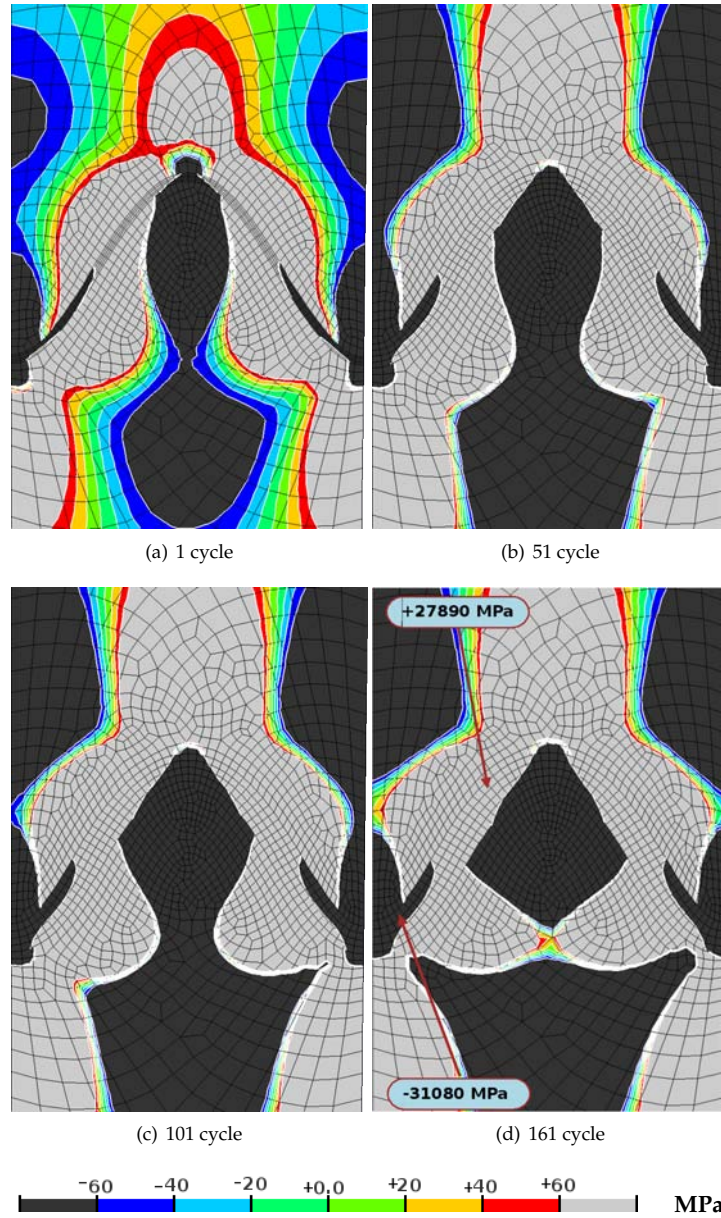 (a) 1 cycle
(b) 51 cycle
+27890 MPa
-31080 MPa
(c) 101 cycle
(d) 161 cycle
-60 -40 -20 +0.0 +20 +40 +60
MPa